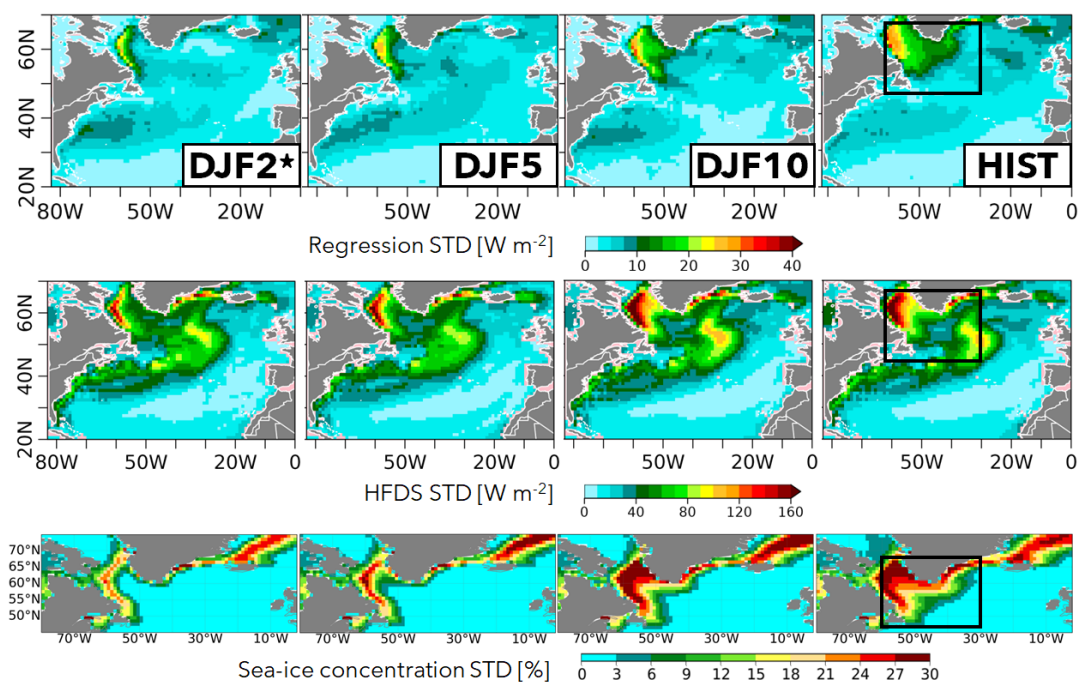 60N
40N
20N
DJF2*
DJF5
DJF10
HIST
80W 50W 20W 50W 20W 50W 20W 50W 20W 0
Regression STD [W m-2]
0 10 20 30 40
60N
40N
20N
80W 50W 20W 0 50W 20W 0 50W 20W 0 50W 20W 0
HFDS STD [W m-2]
0 40 80 120 160
70°N
65°N
60°N
55°N
50°N
70°W 50°W 30°W 10°W 70°W 50°W 30°W 10°W 70°W 50°W 30°W 10°W 70°W 50°W 30°W 10°W
Sea-ice concentration STD [%]
0 3 6 9 12 15 18 21 24 27 30